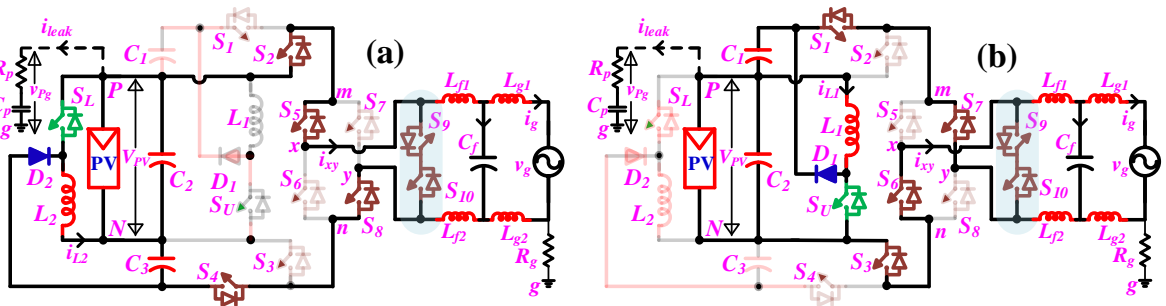 i_leak
S_1
S_2
(a)
C_1
R_p
v_Pg
S_L
P
m
L_f1
L_g1
C_p
g
L_1
S_5
S_7
S_9
i_g
PV
V_PV
x
i_xy
C_f
v_g
D_2
C_2
D_1
S_6
y
S_10
L_2
S_U
S_8
N
n
L_f2
L_g2
i_L2
C_3
S_4
S_3
R_g
g
i_leak
S_1
S_2
(b)
C_1
R_p
v_Pg
S_L
P
i_L1
m
L_f1
L_g1
C_p
g
L_1
S_5
S_7
S_9
i_g
PV
V_PV
D_1
x
i_xy
C_f
v_g
D_2
C_2
S_6
y
S_10
L_2
S_U
S_8
N
n
L_f2
L_g2
C_3
S_4
S_3
R_g
g